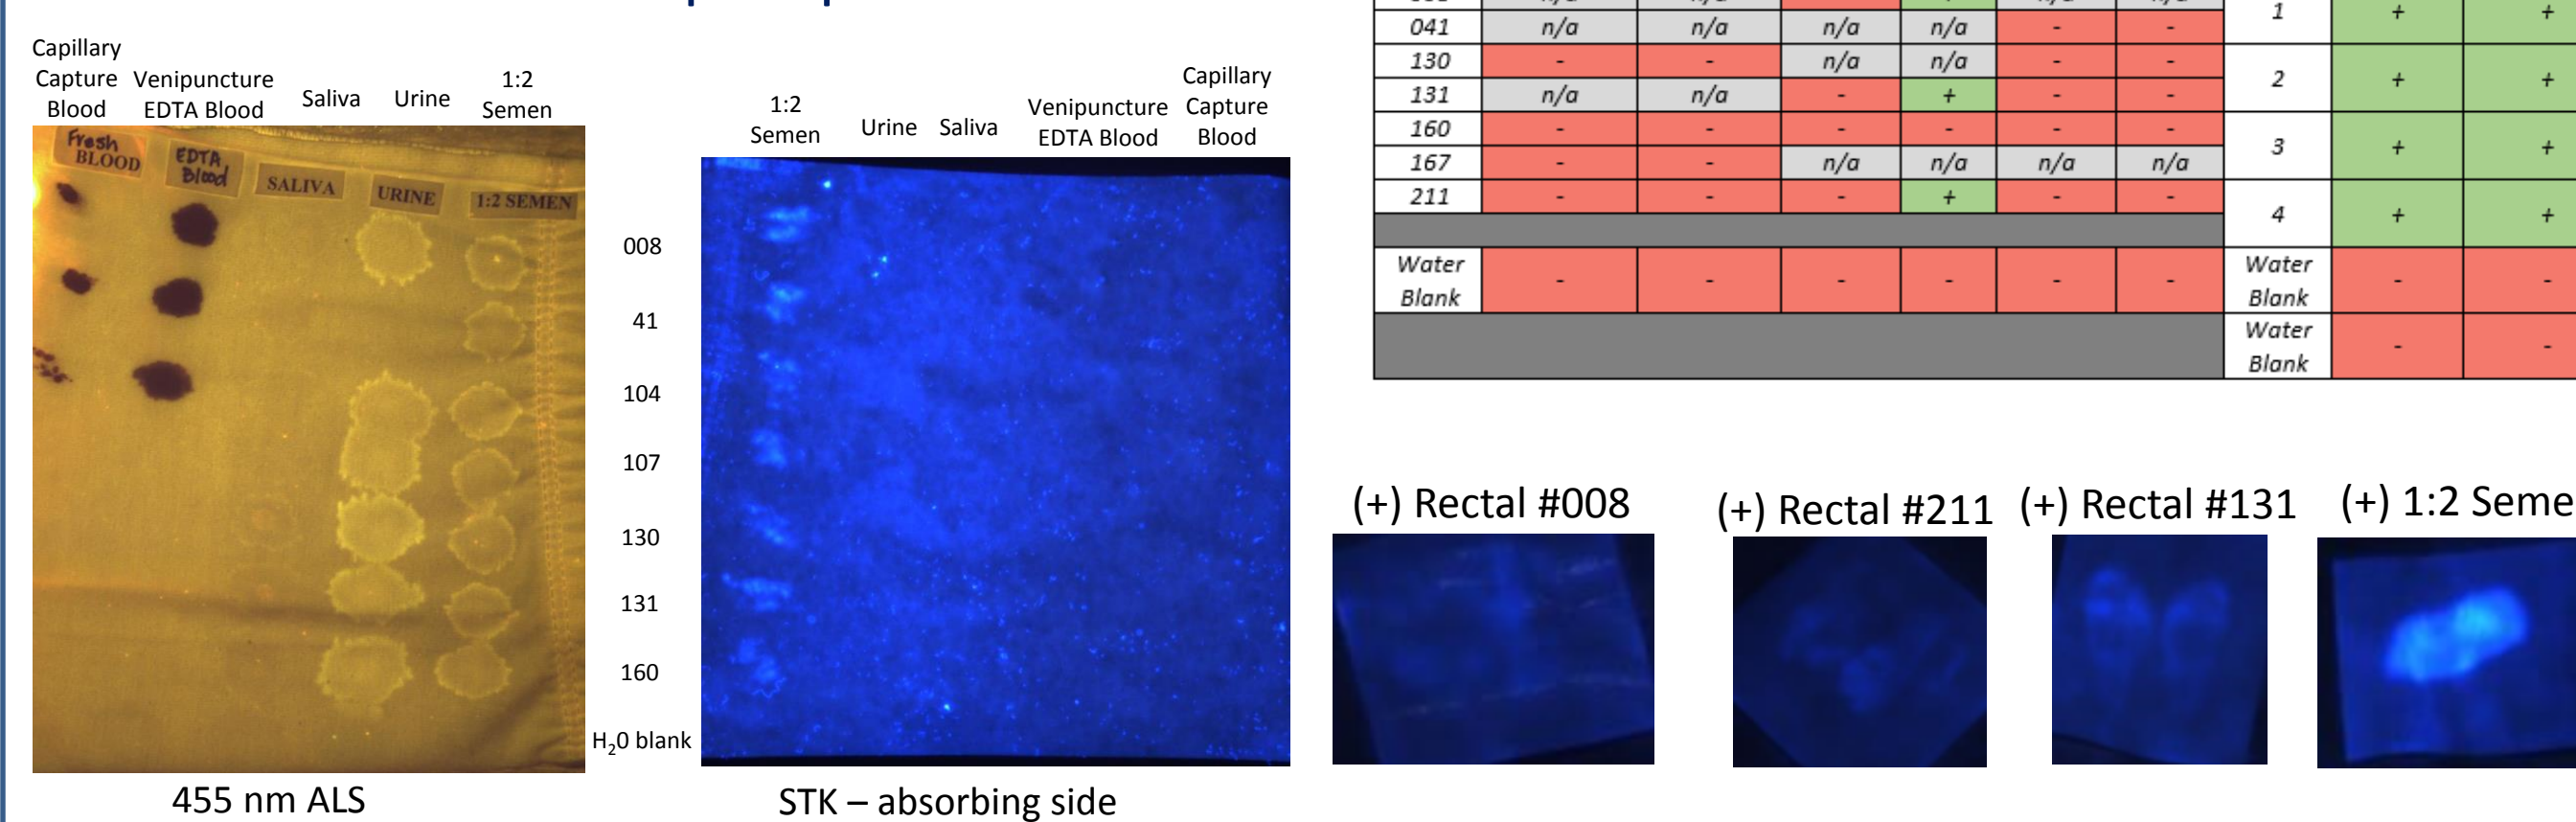 Capillary
Capture
Blood
Venipuncture
EDTA Blood
Saliva
Urine
1:2
Semen
Fresh
BLOOD
EDTA
Blood
SALIVA
URINE
1:2 SEMEN
455 nm ALS
008
41
104
107
130
131
160
H₂0 blank
1:2
Semen
Urine
Saliva
Venipuncture
EDTA Blood
Capillary
Capture
Blood
STK – absorbing side
1 + +
041 n/a n/a n/a n/a - -
130 - - n/a n/a - -
2 + +
131 n/a n/a - + - -
160 - - - - - -
3 + +
167 - - n/a n/a n/a n/a
211 - - - + - -
4 + +
Water
Blank - - - - - -
Water
Blank - -
Water
Blank - -
(+) Rectal #008
(+) Rectal #211
(+) Rectal #131
(+) 1:2 Seme